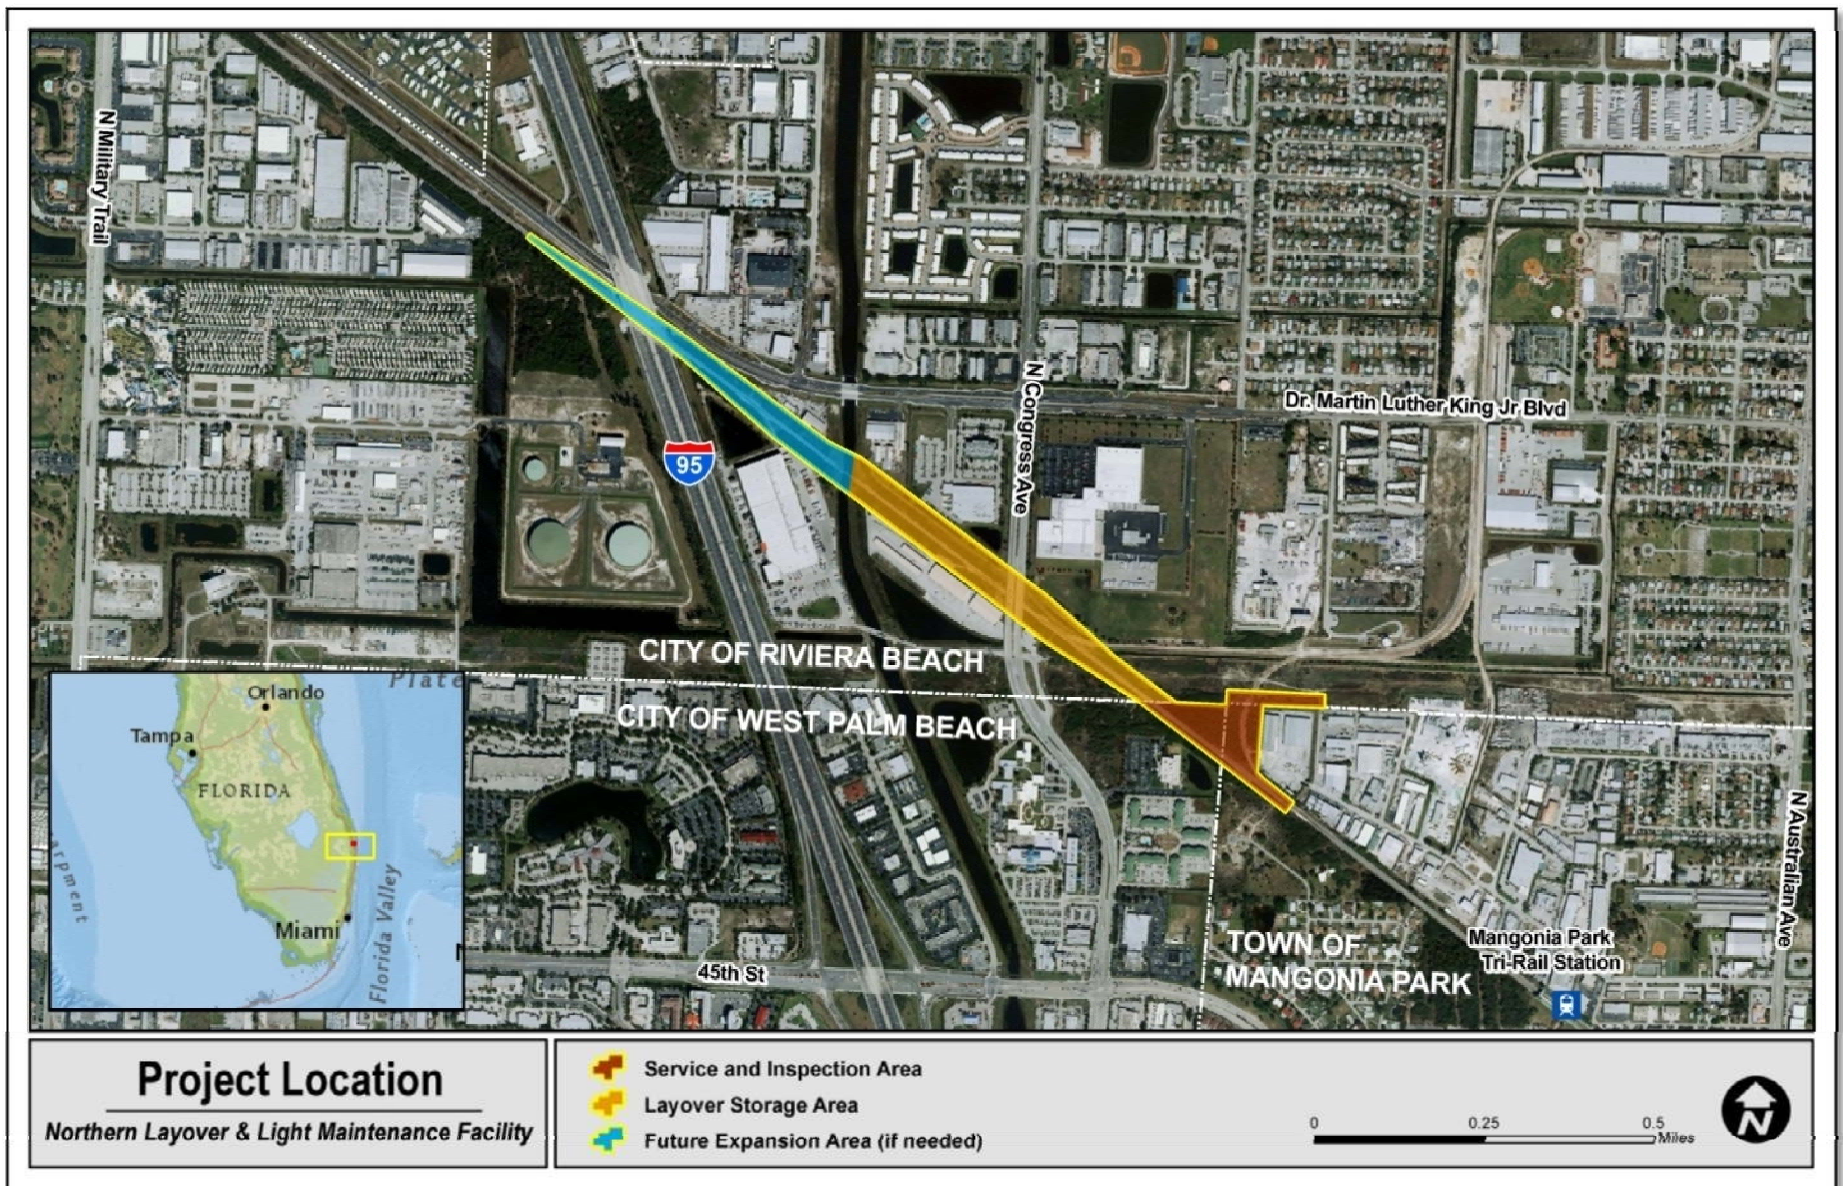 N Military Trail
N Congress Ave
Dr. Martin Luther King Jr Blvd
95
CITY OF RIVIERA BEACH
CITY OF WEST PALM BEACH
N Australian Ave
TOWN OF
MANGONIA PARK
Mangonia Park
Tri-Rail Station
45th St
Plate
Orlando
Tampa
FLORIDA
arpment
Florida Valley
Miami
Project Location
Northern Layover & Light Maintenance Facility
Service and Inspection Area
Layover Storage Area
Future Expansion Area (if needed)
0 0.25 0.5
Miles
N